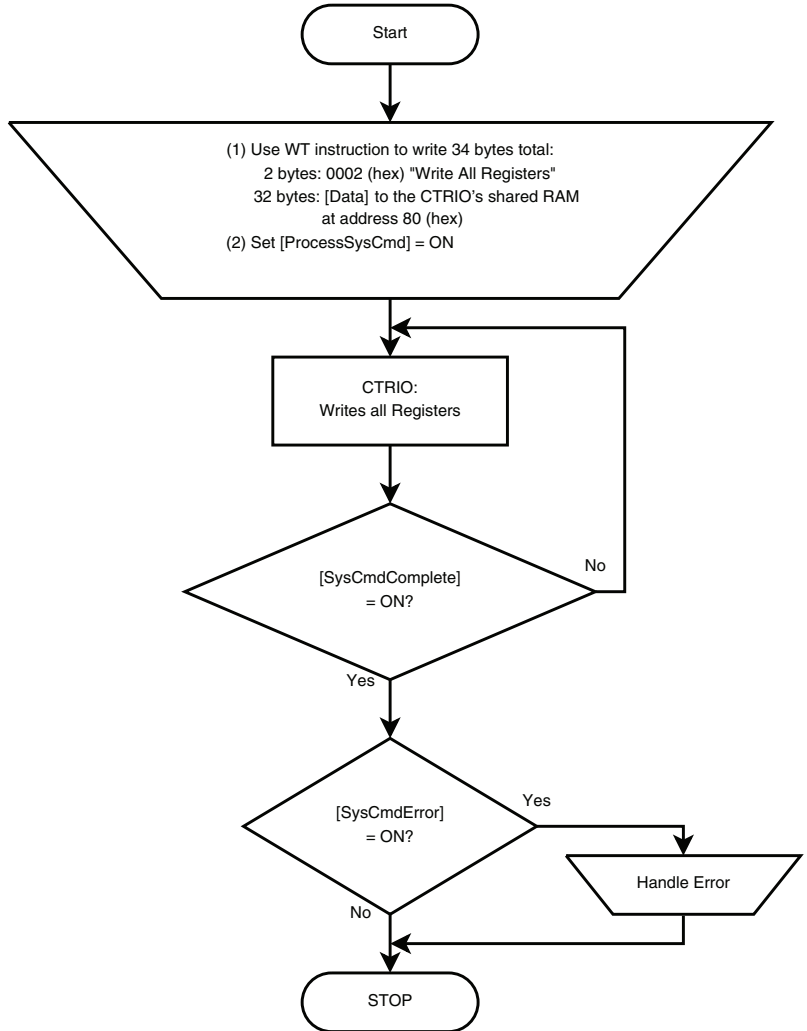 Start
(1) Use WT instruction to write 34 bytes total:
2 bytes: 0002 (hex) "Write All Registers"
32 bytes: [Data] to the CTRIO's shared RAM
at address 80 (hex)
(2) Set [ProcessSysCmd] = ON
CTRIO:
Writes all Registers
[SysCmdComplete]
= ON?
No
Yes
[SysCmdError]
= ON?
Yes
Handle Error
No
STOP